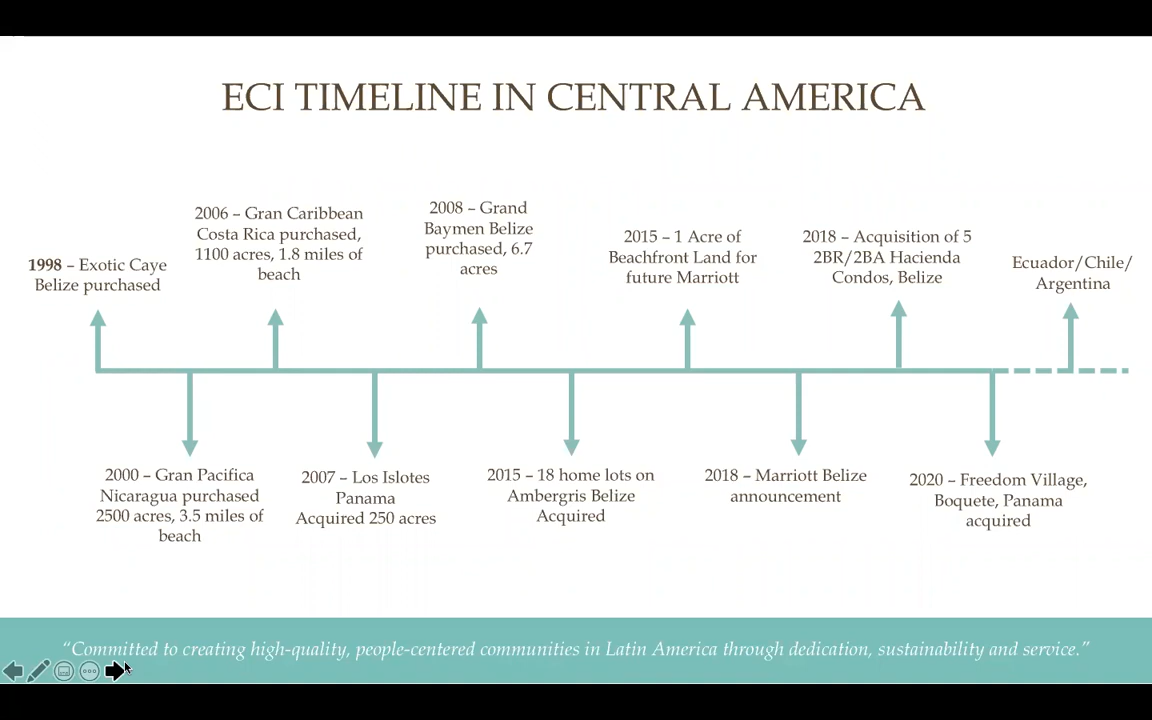 ECI TIMELINE IN CENTRAL AMERICA
1998 – Exotic Caye
Belize purchased
2000 – Gran Pacifica
Nicaragua purchased
2500 acres, 3.5 miles of
beach
2006 – Gran Caribbean
Costa Rica purchased,
1100 acres, 1.8 miles of
beach
2007 – Los Islotes
Panama
Acquired 250 acres
2008 – Grand
Baymen Belize
purchased, 6.7
acres
2015 – 18 home lots on
Ambergris Belize
Acquired
2015 – 1 Acre of
Beachfront Land for
future Marriott
2018 – Marriott Belize
announcement
2018 – Acquisition of 5
2BR/2BA Hacienda
Condos, Belize
2020 – Freedom Village,
Boquete, Panama
acquired
Ecuador/Chile/
Argentina
“Committed to creating high-quality, people-centered communities in Latin America through dedication, sustainability and service.”